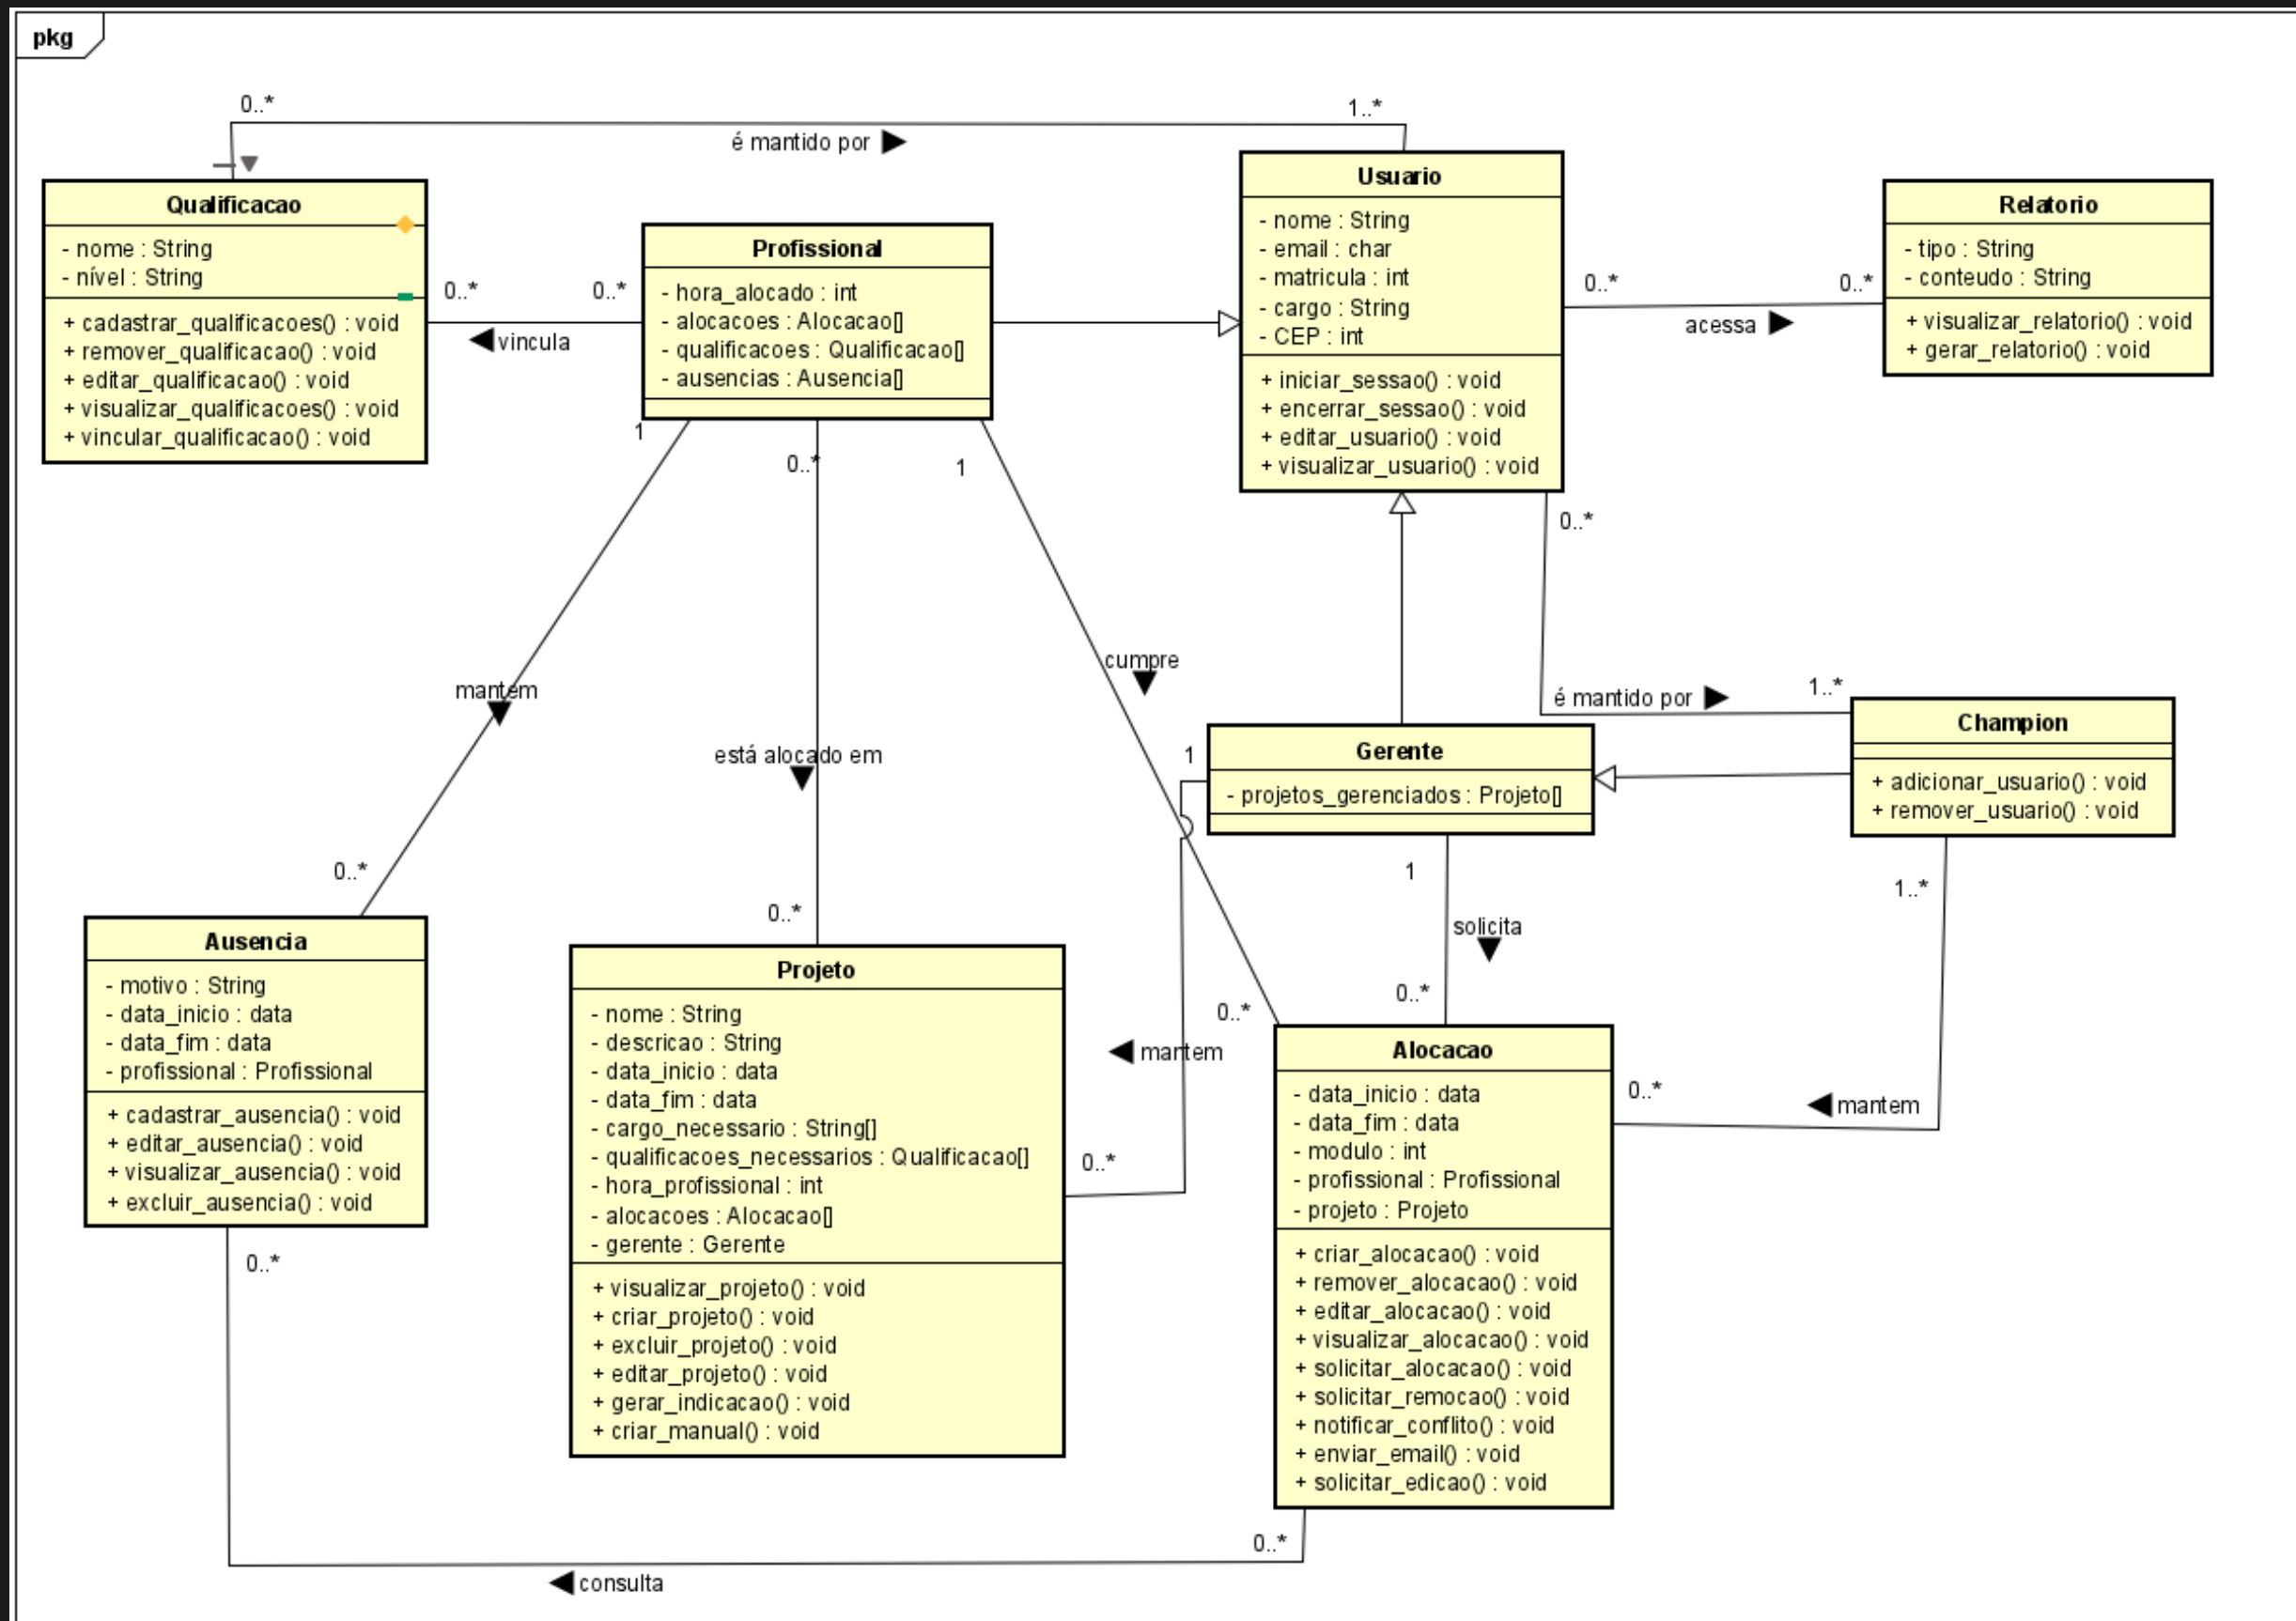 pkg
0..*
1..*
é mantido por
Qualificacao
- nome : String
- nível : String
+ cadastrar_qualificacoes() : void
+ remover_qualificacao() : void
+ editar_qualificacao() : void
+ visualizar_qualificacoes() : void
+ vincular_qualificacao() : void
0..*
0..*
vincula
Profissional
- hora_alocado : int
- alocacoes : Alocacao[]
- qualificacoes : Qualificacao[]
- ausencias : Ausencia[]
Usuario
- nome : String
- email : char
- matricula : int
- cargo : String
- CEP : int
+ iniciar_sessao() : void
+ encerrar_sessao() : void
+ editar_usuario() : void
+ visualizar_usuario() : void
0..*
0..*
acessa
Relatorio
- tipo : String
- conteudo : String
+ visualizar_relatorio() : void
+ gerar_relatorio() : void
1
0..*
1
0..*
mantem
está alocado em
cumpre
é mantido por
1..*
Champion
+ adicionar_usuario() : void
+ remover_usuario() : void
1
Gerente
- projetos_gerenciados : Projeto[]
0..*
0..*
1
solicita
0..*
0..*
1..*
Ausencia
- motivo : String
- data_inicio : data
- data_fim : data
- profissional : Profissional
+ cadastrar_ausencia() : void
+ editar_ausencia() : void
+ visualizar_ausencia() : void
+ excluir_ausencia() : void
0..*
Projeto
- nome : String
- descricao : String
- data_inicio : data
- data_fim : data
- cargo_necessario : String[]
- qualificacoes_necessarios : Qualificacao[]
- hora_profissional : int
- alocacoes : Alocacao[]
- gerente : Gerente
+ visualizar_projeto() : void
+ criar_projeto() : void
+ excluir_projeto() : void
+ editar_projeto() : void
+ gerar_indicacao() : void
+ criar_manual() : void
mantem
0..*
Alocacao
- data_inicio : data
- data_fim : data
- modulo : int
- profissional : Profissional
- projeto : Projeto
+ criar_alocacao() : void
+ remover_alocacao() : void
+ editar_alocacao() : void
+ visualizar_alocacao() : void
+ solicitar_alocacao() : void
+ solicitar_remocao() : void
+ notificar_conflito() : void
+ enviar_email() : void
+ solicitar_edicao() : void
0..*
mantem
0..*
consulta